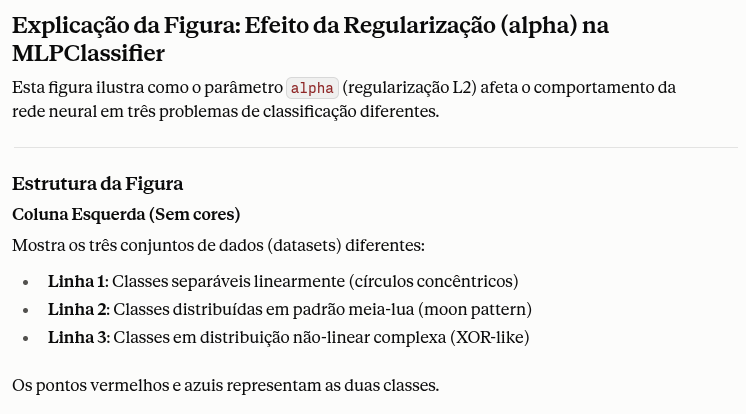 Explicação da Figura: Efeito da Regularização (alpha) na
MLPClassifier
Esta figura ilustra como o parâmetro alpha (regularização L2) afeta o comportamento da
rede neural em três problemas de classificação diferentes.
Estrutura da Figura
Coluna Esquerda (Sem cores)
Mostra os três conjuntos de dados (datasets) diferentes:
• Linha 1: Classes separáveis linearmente (círculos concêntricos)
• Linha 2: Classes distribuídas em padrão meia-lua (moon pattern)
• Linha 3: Classes em distribuição não-linear complexa (XOR-like)
Os pontos vermelhos e azuis representam as duas classes.